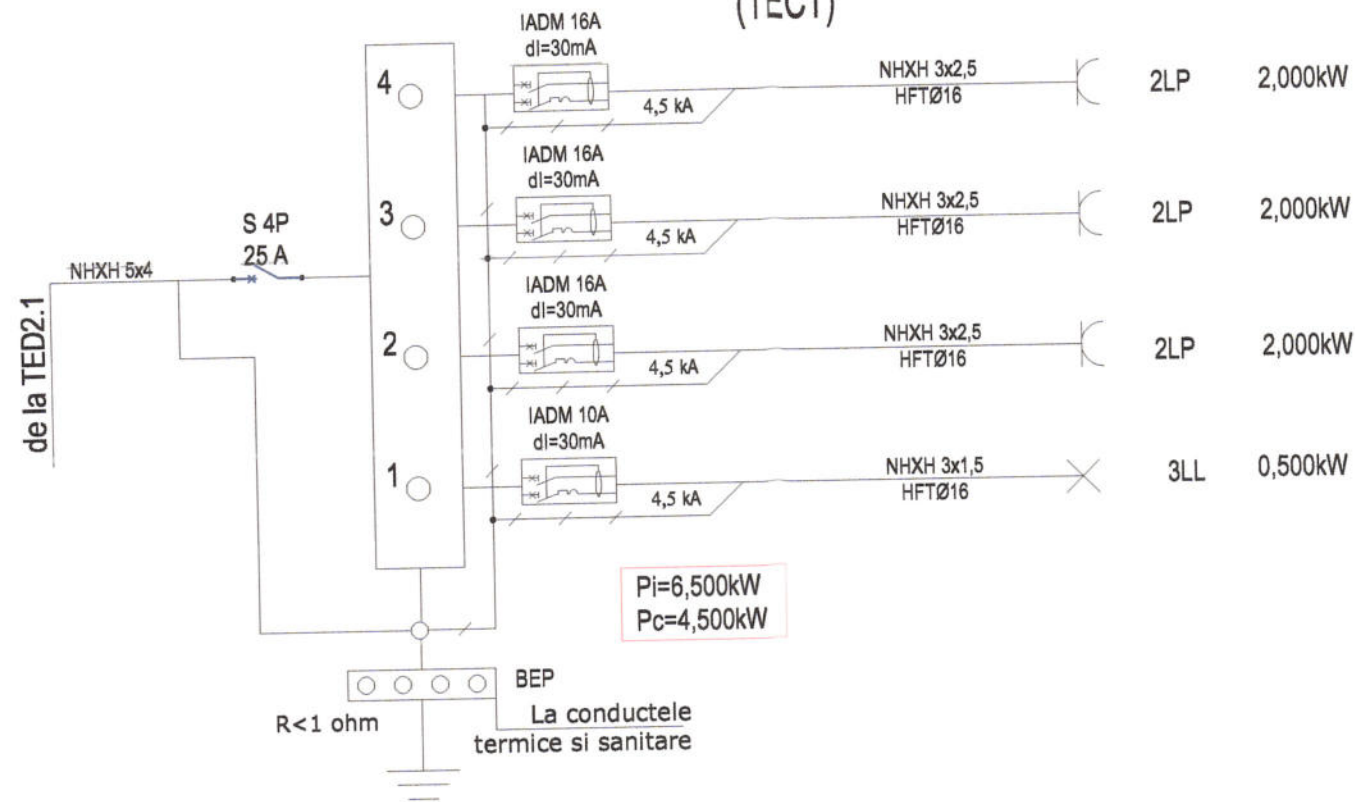 (TECT)
IADM 16A
dI=30mA
4
4,5 kA
NHXH 3x2,5
HFTØ16
2LP
2,000kW
IADM 16A
dI=30mA
3
4,5 kA
NHXH 3x2,5
HFTØ16
2LP
2,000kW
de la TED2.1
NHXH 5x4
S 4P
25 A
IADM 16A
dI=30mA
2
4,5 kA
NHXH 3x2,5
HFTØ16
2LP
2,000kW
IADM 10A
dI=30mA
1
4,5 kA
NHXH 3x1,5
HFTØ16
3LL
0,500kW
Pi=6,500kW
Pc=4,500kW
BEP
R<1 ohm
La conductele
termice si sanitare